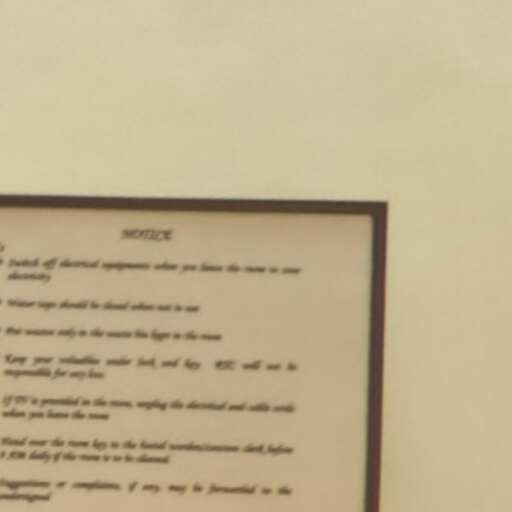 NOTICE
Switch off electrical equipments when you leave the room to save
electricity
Water taps should be closed when not in use
Put wastes only in the waste bin kept in the room
Keep your valuables under lock and key. will not be
responsible for any loss
If TV is provided in the room, unplug the electrical and cable cords
when you leave the room
Hand over the room key to the hostel warden/caretaker clerk before
AM daily if the room is to be cleaned.
Suggestions or complaints, if any, may be forwarded to the
undersigned